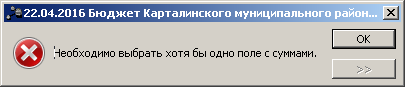 22.04.2016 Бюджет Карталинского муниципального район...
OK
Необходимо выбрать хотя бы одно поле с суммами.
>>